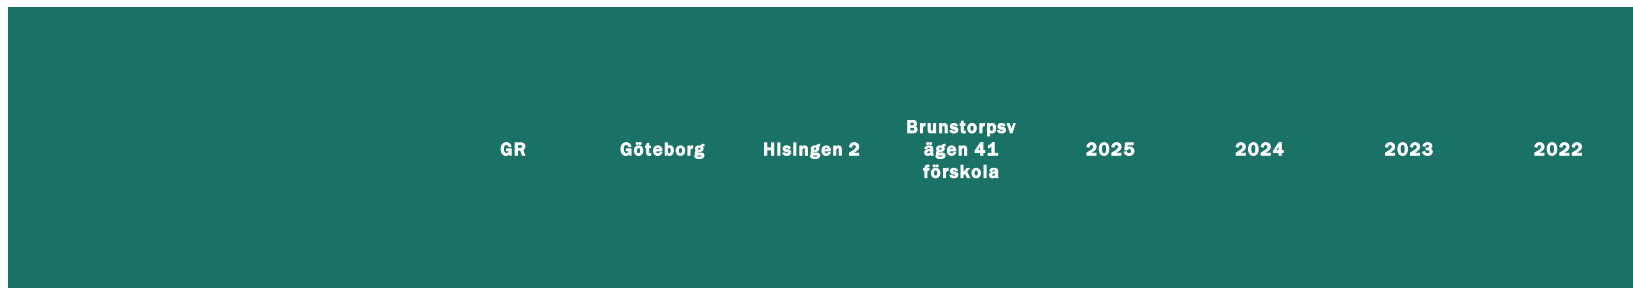 GR Göteborg Hisingen 2 Brunstorpsv
ägen 41
förskola 2025 2024 2023 2022